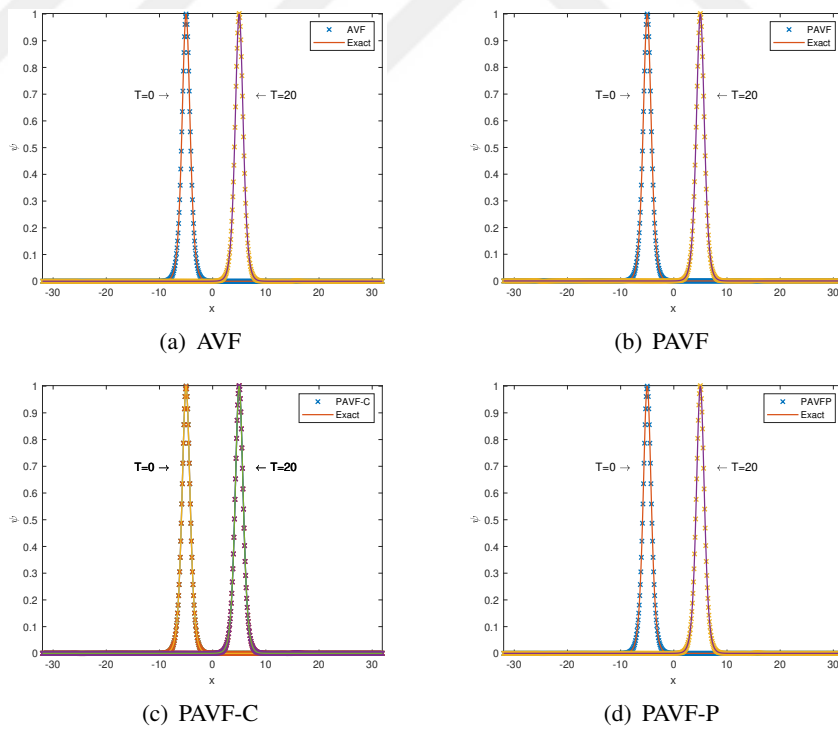 AVF
Exact
1
0.9
0.8
0.7
0.6
0.5
0.4
0.3
0.2
0.1
0
ψ
T=0 →
← T=20
-30 -20 -10 0 10 20 30
x
(a) AVF
PAVF
Exact
1
0.9
0.8
0.7
0.6
0.5
0.4
0.3
0.2
0.1
0
ψ
T=0 →
← T=20
-30 -20 -10 0 10 20 30
x
(b) PAVF
PAVF-C
Exact
1
0.9
0.8
0.7
0.6
0.5
0.4
0.3
0.2
0.1
0
ψ
T=0 →
← T=20
-30 -20 -10 0 10 20 30
x
(c) PAVF-C
PAVFP
Exact
1
0.9
0.8
0.7
0.6
0.5
0.4
0.3
0.2
0.1
0
ψ
T=0 →
← T=20
-30 -20 -10 0 10 20 30
x
(d) PAVF-P